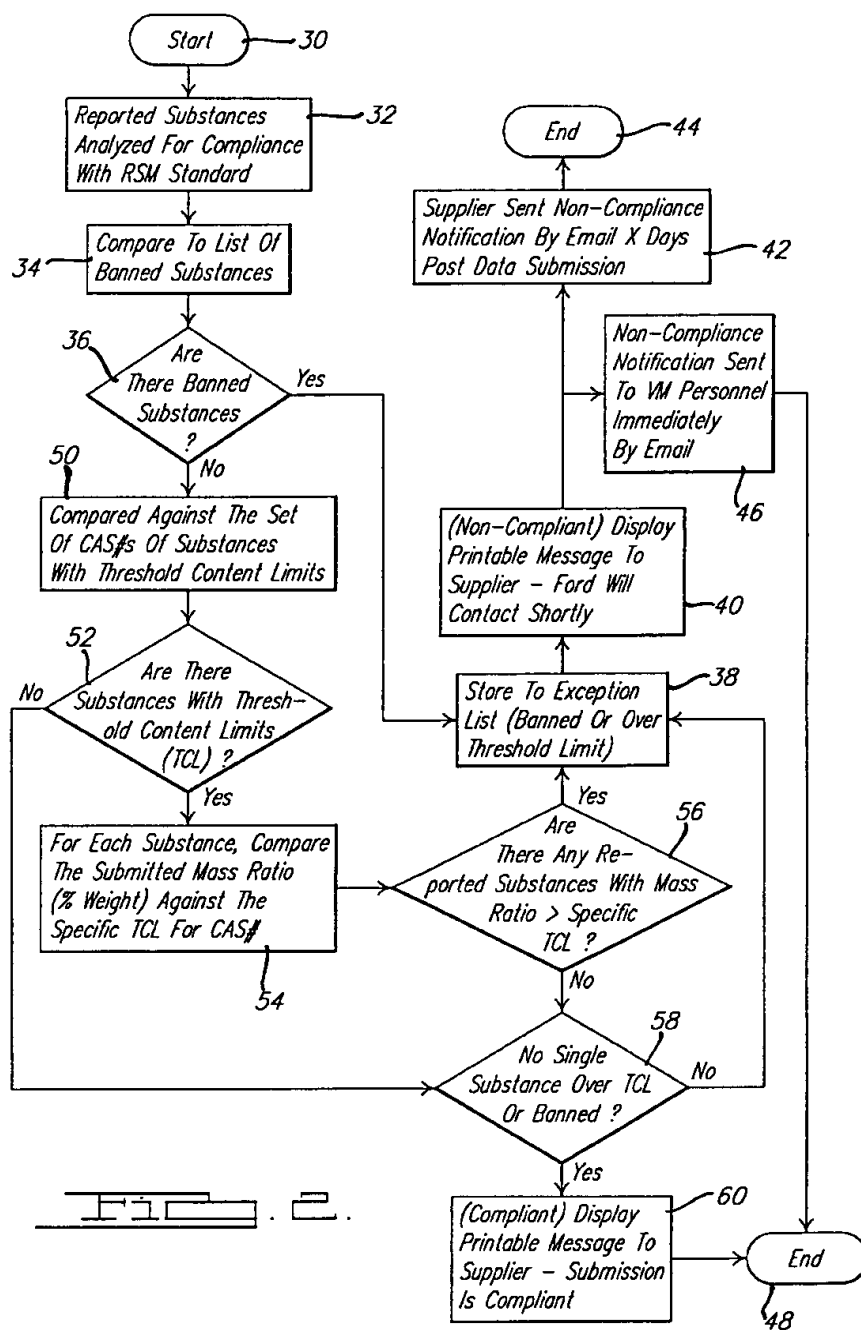 Start
30
Reported Substances
Analyzed For Compliance
With RSM Standard
32
Compare To List Of
Banned Substances
34
Are
There Banned
Substances
?
36
Yes
No
50
Compared Against The Set
Of CAS#s Of Substances
With Threshold Content Limits
52
Are There
Substances With Thresh-
old Content Limits
(TCL) ?
No
Yes
For Each Substance, Compare
The Submitted Mass Ratio
(% Weight) Against The
Specific TCL For CAS#
54
End
44
Supplier Sent Non-Compliance
Notification By Email X Days
Post Data Submission
42
Non-Compliance
Notification Sent
To VM Personnel
Immediately
By Email
46
(Non-Compliant) Display
Printable Message To
Supplier - Ford Will
Contact Shortly
40
Store To Exception
List (Banned Or Over
Threshold Limit)
38
Yes
Are
There Any Re-
ported Substances With Mass
Ratio > Specific
TCL ?
56
No
No Single
Substance Over TCL
Or Banned ?
58
No
Yes
(Compliant) Display
Printable Message To
Supplier - Submission
Is Compliant
60
End
48